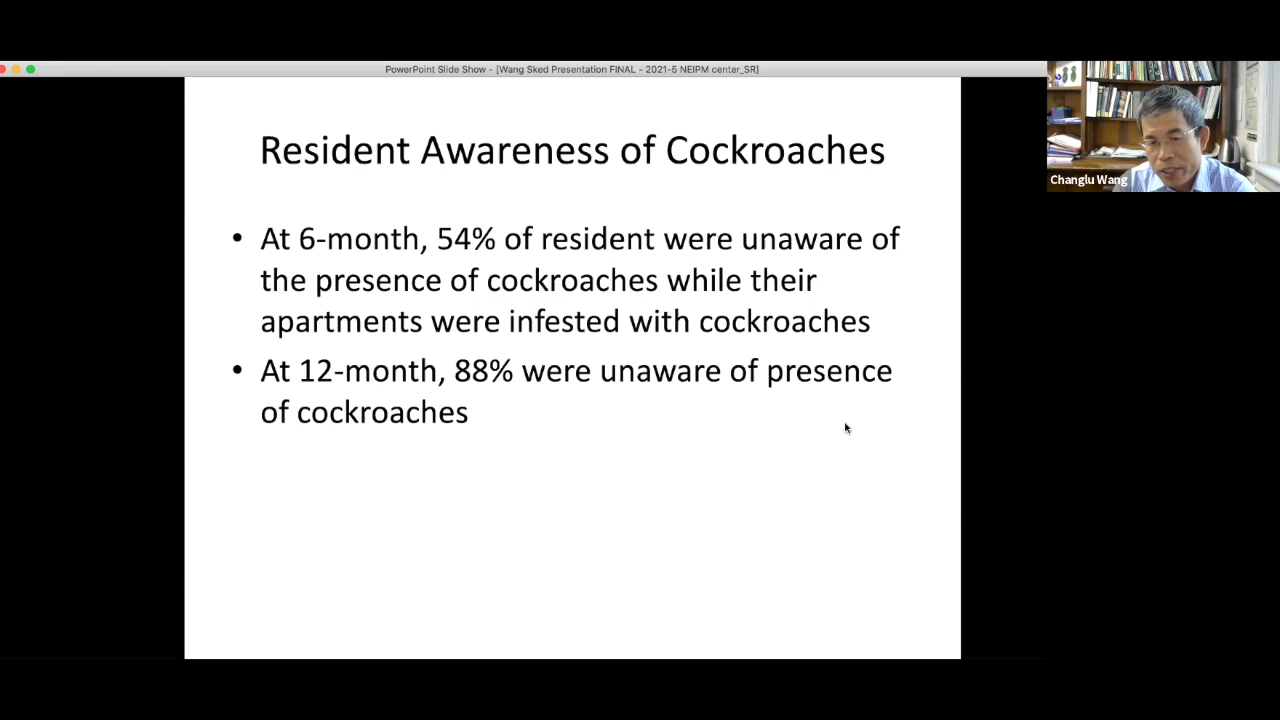 PowerPoint Slide Show - [Wang Sked Presentation FINAL - 2021-5 NEIPM center_SR]
Changlu Wang
Resident Awareness of Cockroaches
• At 6-month, 54% of resident were unaware of
the presence of cockroaches while their
apartments were infested with cockroaches
• At 12-month, 88% were unaware of presence
of cockroaches